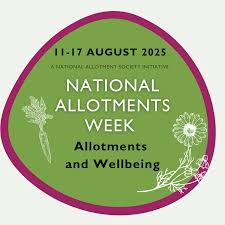 11-17 AUGUST 2025
A NATIONAL ALLOTMENT SOCIETY INITIATIVE
NATIONAL
ALLOTMENTS
WEEK
Allotments
and Wellbeing